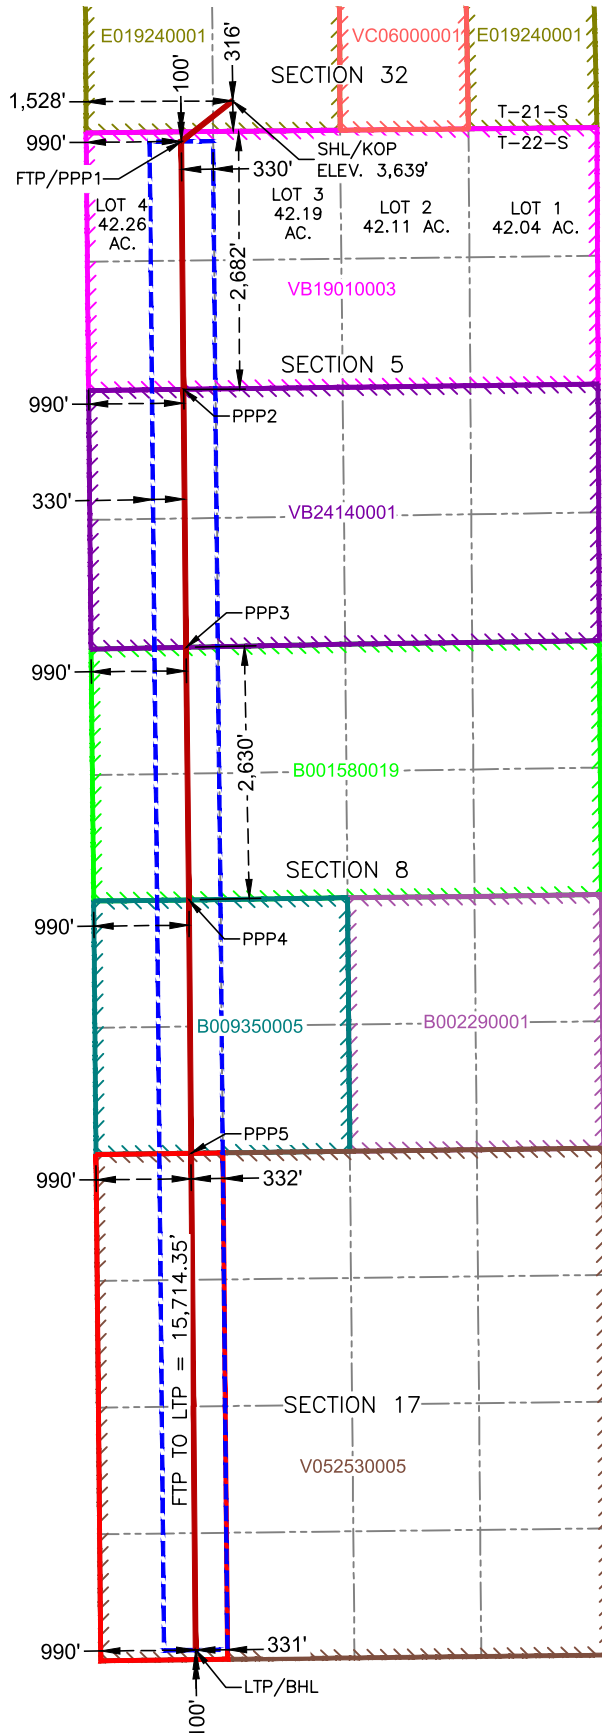 E019240001
VC06000001
E019240001
316'
100'
SECTION 32
1,528'
T-21-S
T-22-S
990'
SHL/KOP
ELEV. 3,639'
FTP/PPP1
330'
LOT 4
42.26
AC.
LOT 3
42.19
AC.
LOT 2
42.11 AC.
LOT 1
42.04 AC.
2,682'
VB19010003
SECTION 5
990'
PPP2
330'
VB24140001
PPP3
990'
2,630'
B001580019
SECTION 8
990'
PPP4
B009350005
B002290001
PPP5
990'
332'
FTP TO LTP = 15,714.35'
SECTION 17
V052530005
990'
331'
LTP/BHL
100'